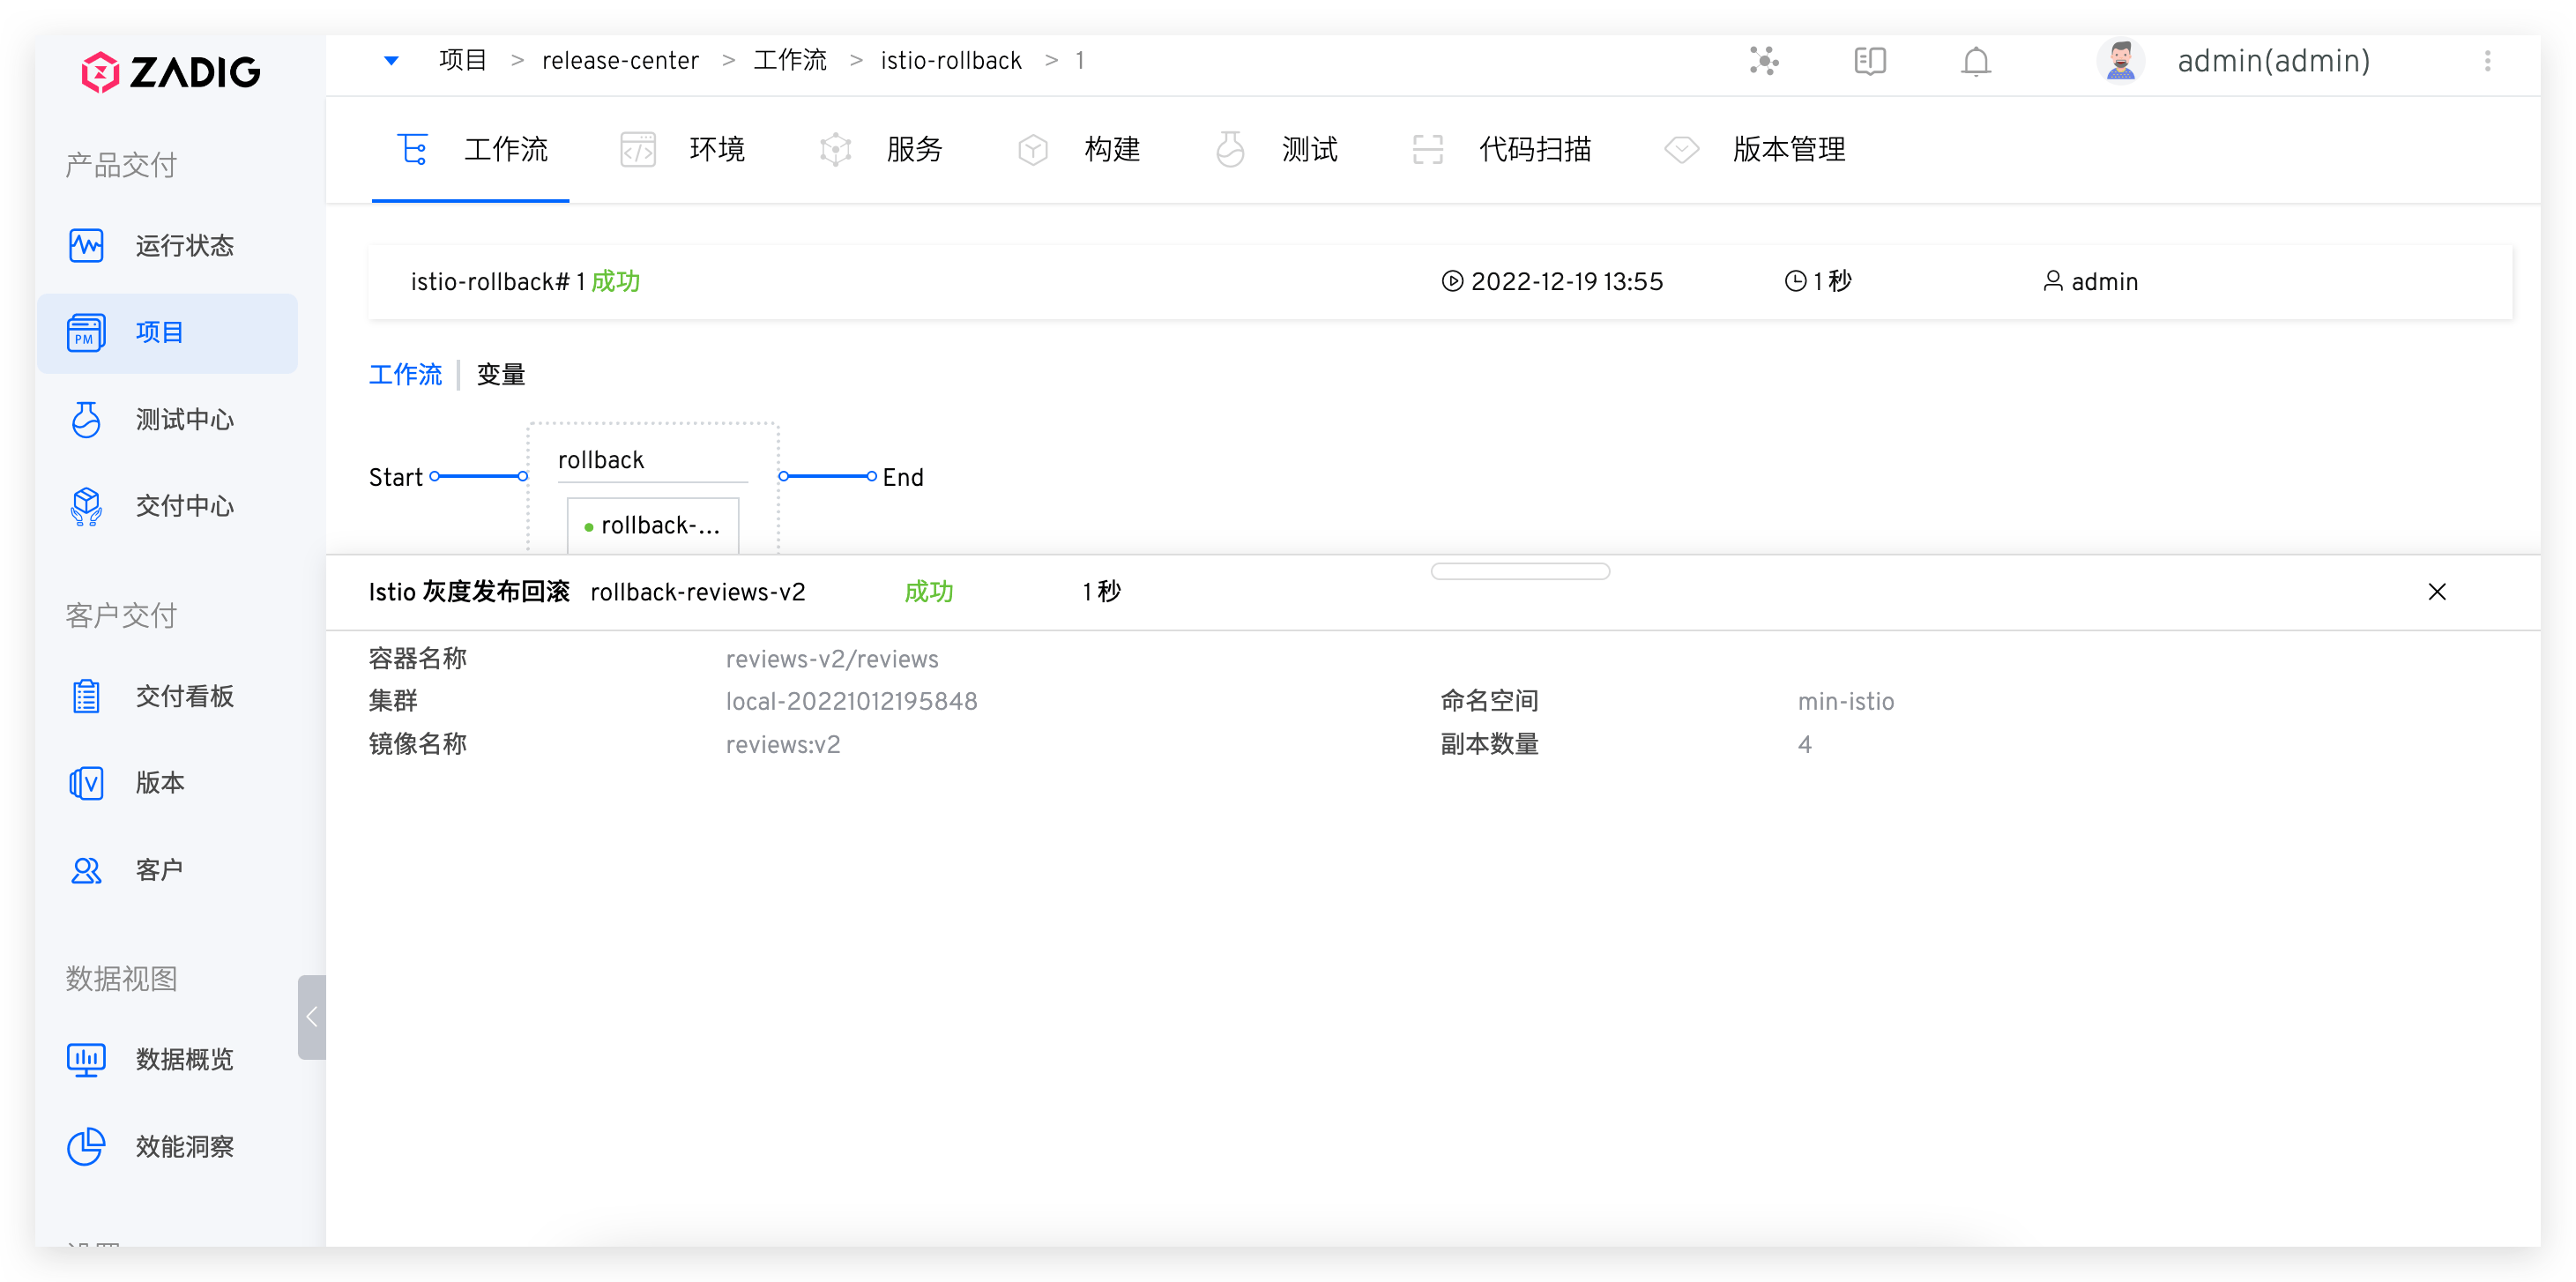 ZADIG
项目 > release-center > 工作流 > istio-rollback > 1
admin(admin)
工作流 环境 服务 构建 测试 代码扫描 版本管理
产品交付
运行状态
PM 项目
测试中心
交付中心
客户交付
交付看板
V 版本
客户
数据视图
数据概览
效能洞察
istio-rollback# 1 成功 2022-12-19 13:55 1 秒 admin
工作流 变量
Start rollback End
rollback-...
Istio 灰度发布回滚 rollback-reviews-v2 成功 1 秒
容器名称 reviews-v2/reviews
集群 local-20221012195848 命名空间 min-istio
镜像名称 reviews:v2 副本数量 4